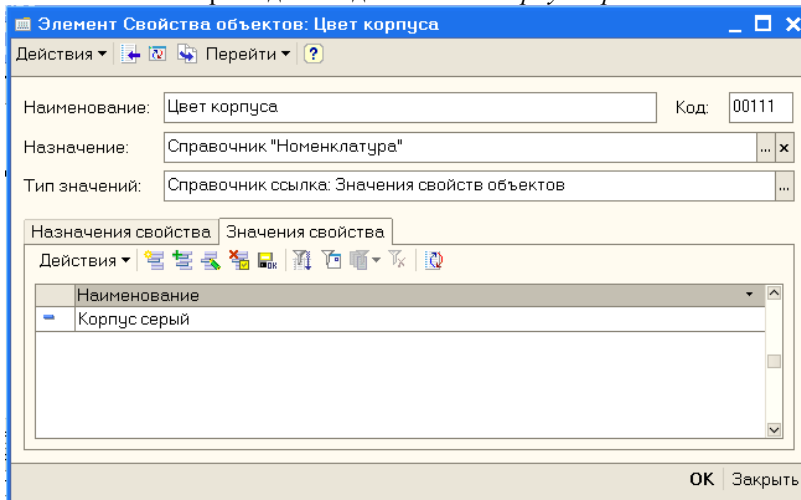 Элемент Свойства объектов: Цвет корпуса
Действия Перейти ?
Наименование: Цвет корпуса Код: 00111
Назначение: Справочник "Номенклатура" ... x
Тип значений: Справочник ссылка: Значения свойств объектов ...
Назначения свойства Значения свойства
Действия
Наименование
Корпус серый
OK Закрыть